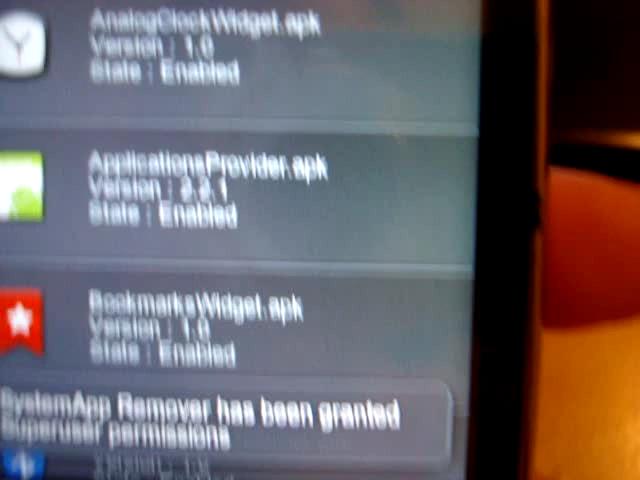 AnalogClockWidget.apk
Version : 1.0
State : Enabled
ApplicationsProvider.apk
Version : 2.2.1
State : Enabled
BookmarksWidget.apk
Version : 1.0
State : Enabled
SystemApp Remover has been granted
Superuser permissions